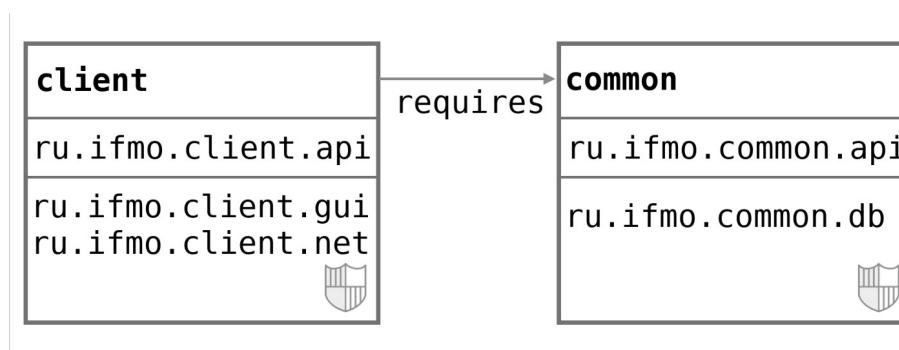 client
requires
common
ru.ifmo.client.api
ru.ifmo.common.api
ru.ifmo.client.gui
ru.ifmo.client.net
ru.ifmo.common.db